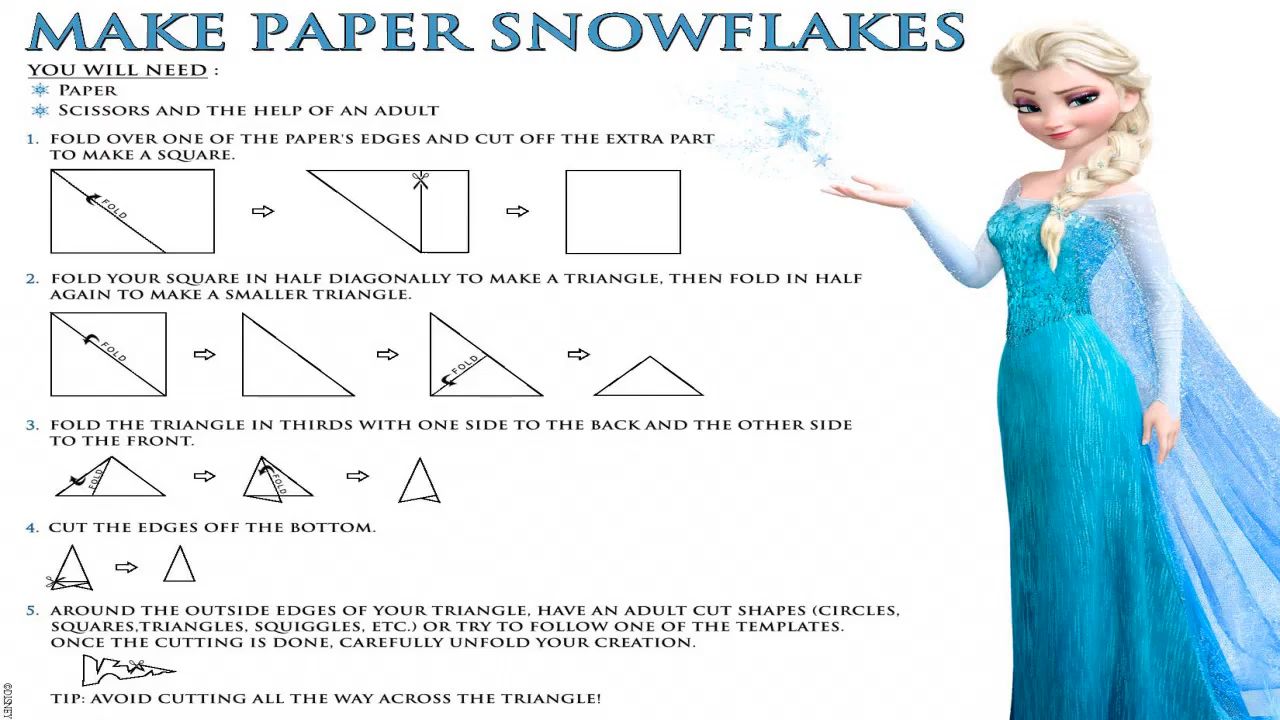 MAKE PAPER SNOWFLAKES
YOU WILL NEED :
PAPER
SCISSORS AND THE HELP OF AN ADULT
1. FOLD OVER ONE OF THE PAPER'S EDGES AND CUT OFF THE EXTRA PART
TO MAKE A SQUARE.
FOLD
2. FOLD YOUR SQUARE IN HALF DIAGONALLY TO MAKE A TRIANGLE, THEN FOLD IN HALF
AGAIN TO MAKE A SMALLER TRIANGLE.
FOLD
FOLD
3. FOLD THE TRIANGLE IN THIRDS WITH ONE SIDE TO THE BACK AND THE OTHER SIDE
TO THE FRONT.
FOLD
FOLD
4. CUT THE EDGES OFF THE BOTTOM.
5. AROUND THE OUTSIDE EDGES OF YOUR TRIANGLE, HAVE AN ADULT CUT SHAPES (CIRCLES,
SQUARES,TRIANGLES, SQUIGGLES, ETC.) OR TRY TO FOLLOW ONE OF THE TEMPLATES.
ONCE THE CUTTING IS DONE, CAREFULLY UNFOLD YOUR CREATION.
TIP: AVOID CUTTING ALL THE WAY ACROSS THE TRIANGLE!
©DISNEY